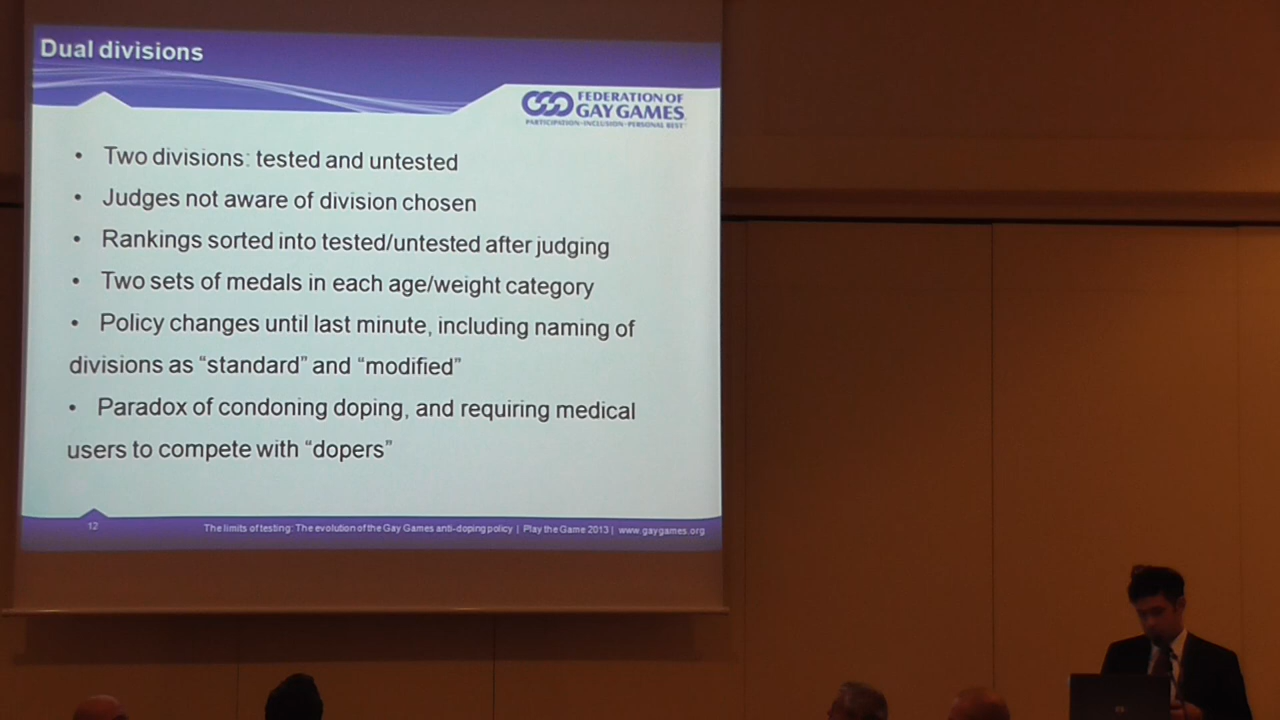 Dual divisions
FEDERATION OF
GAY GAMES
PARTICIPATION~INCLUSION~PERSONAL BEST
• Two divisions: tested and untested
• Judges not aware of division chosen
• Rankings sorted into tested/untested after judging
• Two sets of medals in each age/weight category
• Policy changes until last minute, including naming of
divisions as “standard” and “modified”
• Paradox of condoning doping, and requiring medical
users to compete with “dopers”
12
The limits of testing: The evolution of the Gay Games anti-doping policy | Play the Game 2013 | www.gaygames.org